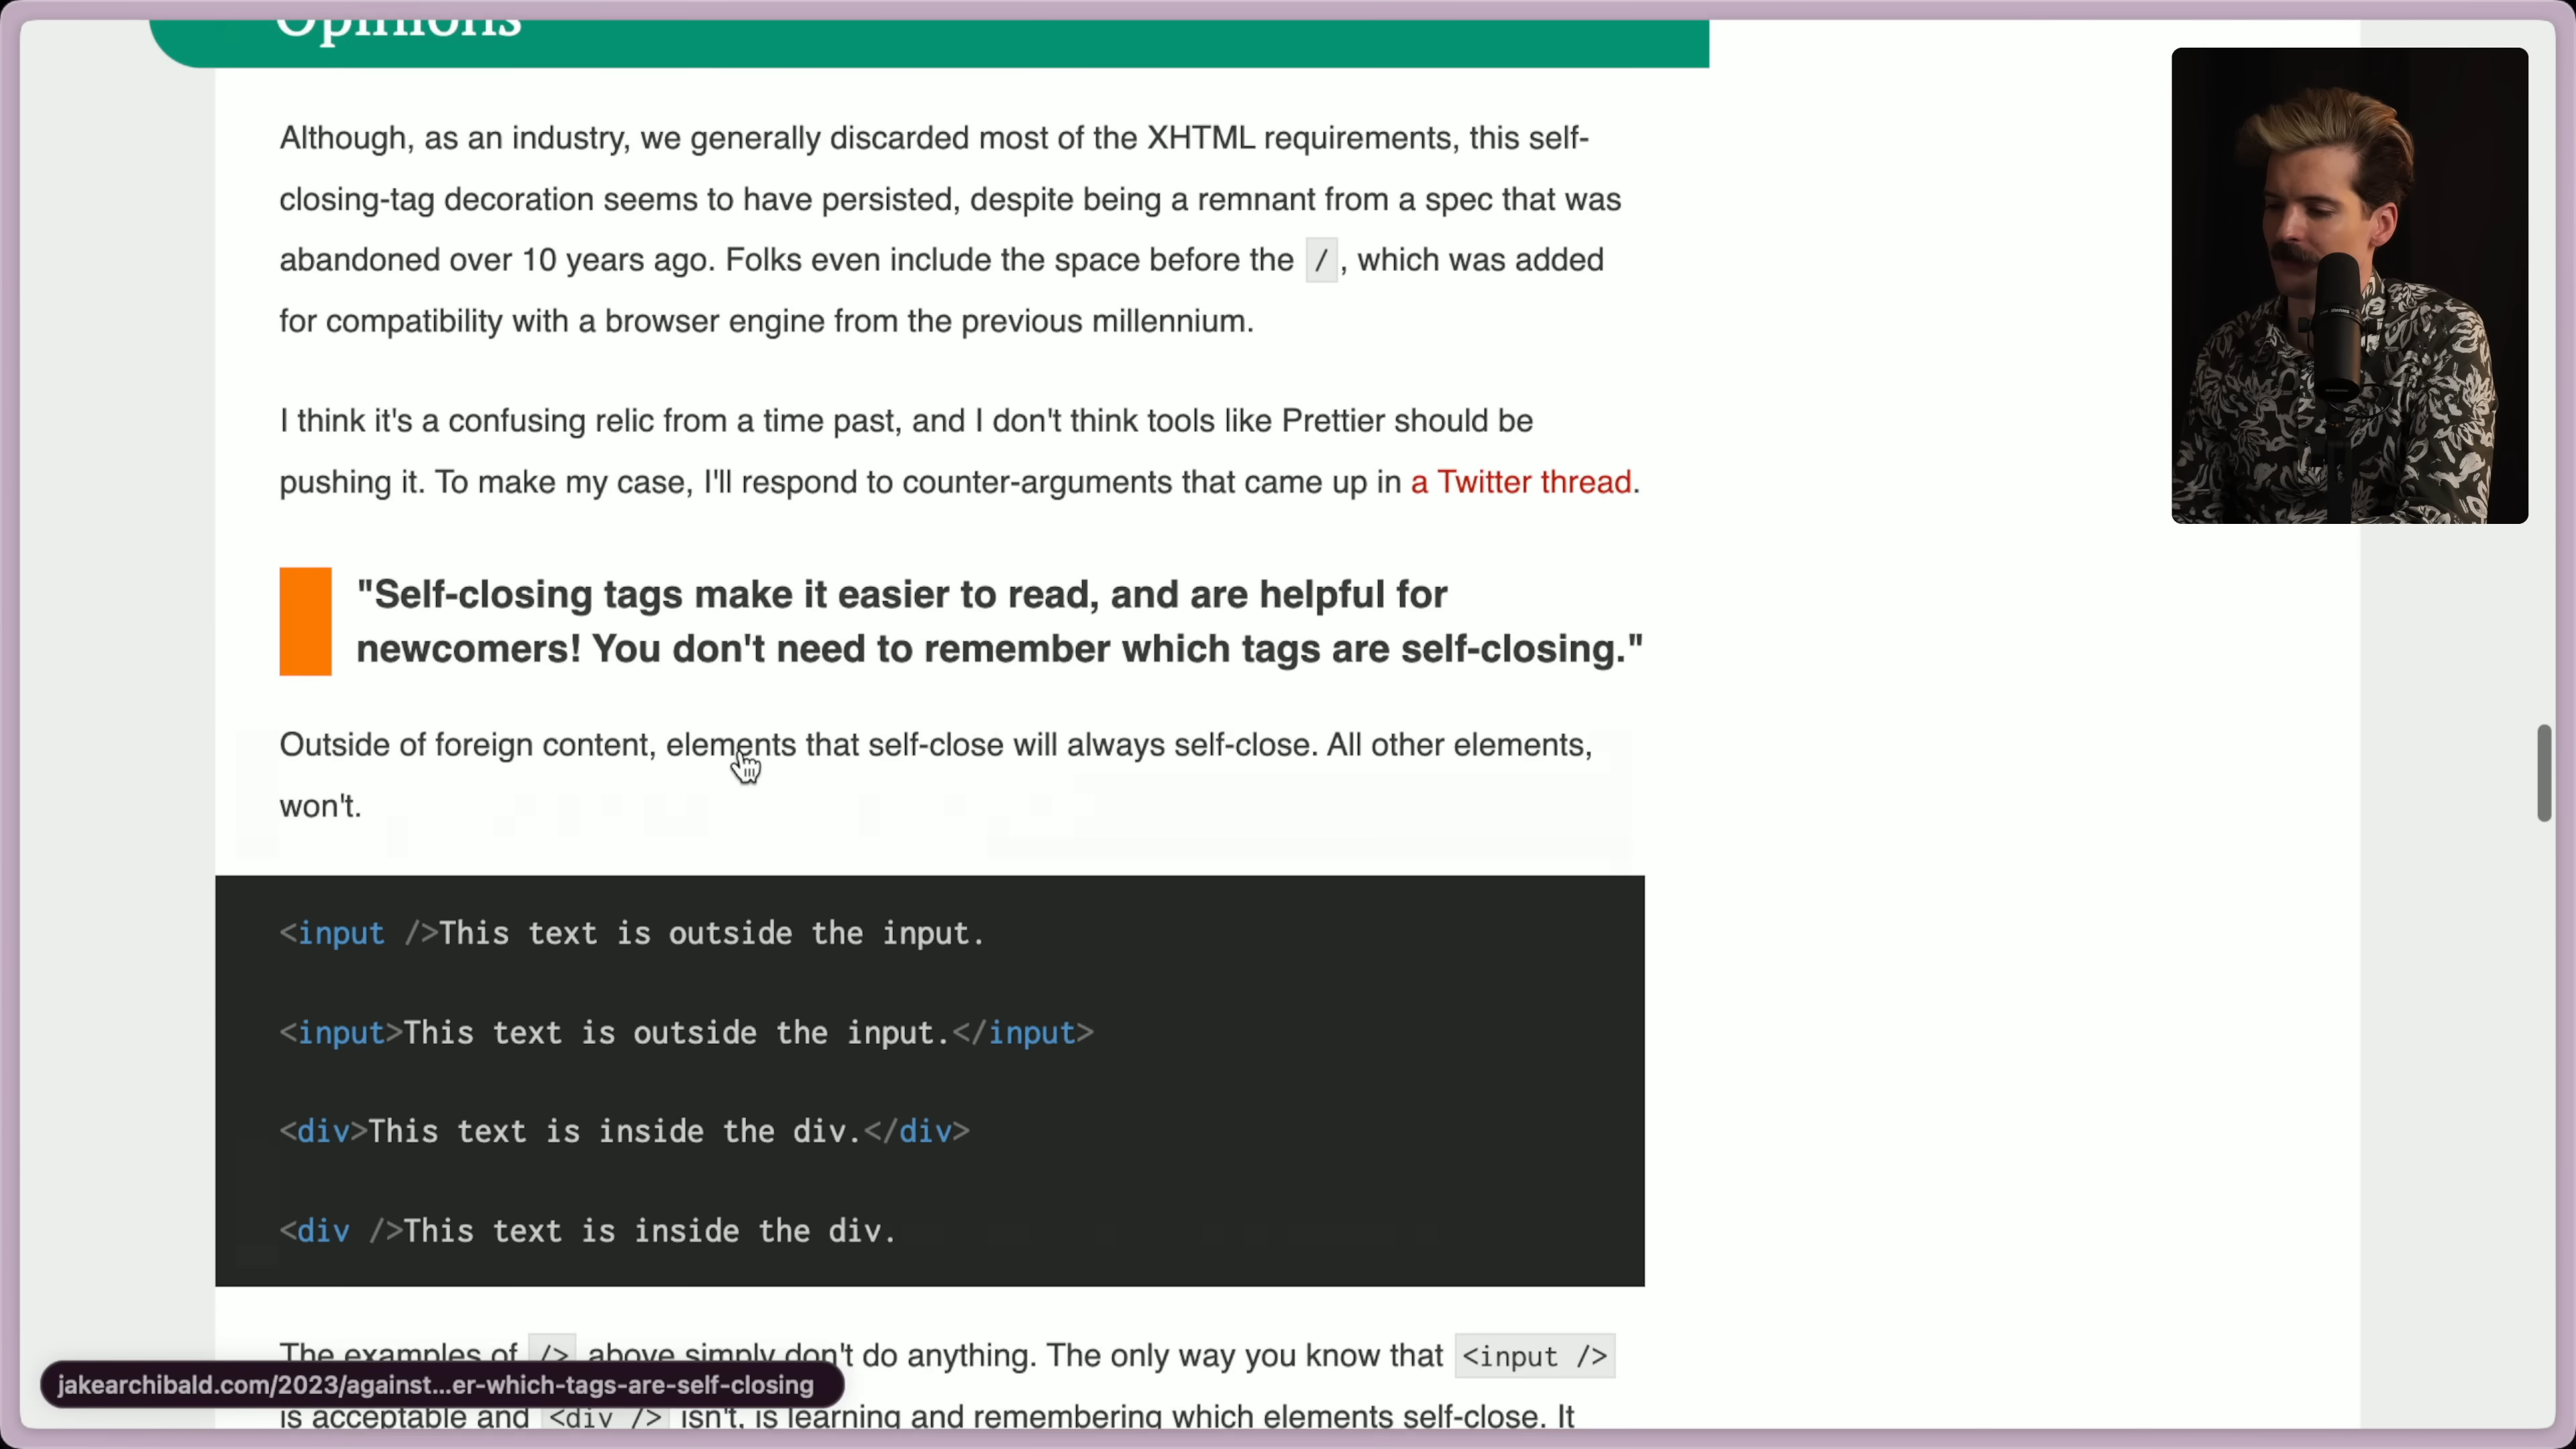 Opinions
Although, as an industry, we generally discarded most of the XHTML requirements, this self-
closing-tag decoration seems to have persisted, despite being a remnant from a spec that was
abandoned over 10 years ago. Folks even include the space before the / , which was added
for compatibility with a browser engine from the previous millennium.
I think it's a confusing relic from a time past, and I don't think tools like Prettier should be
pushing it. To make my case, I'll respond to counter-arguments that came up in a Twitter thread.
"Self-closing tags make it easier to read, and are helpful for
newcomers! You don't need to remember which tags are self-closing."
Outside of foreign content, elements that self-close will always self-close. All other elements,
won't.
<input />This text is outside the input.
<input>This text is outside the input.</input>
<div>This text is inside the div.</div>
<div />This text is inside the div.
The examples of /> above simply don't do anything. The only way you know that <input />
is acceptable and <div /> isn't, is learning and remembering which elements self-close. It
jakearchibald.com/2023/against...er-which-tags-are-self-closing